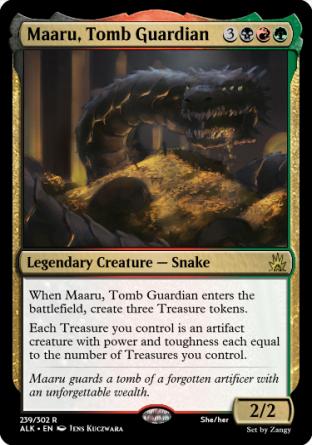 Maaru, Tomb Guardian 3
Legendary Creature — Snake
When Maaru, Tomb Guardian enters the
battlefield, create three Treasure tokens.
Each Treasure you control is an artifact
creature with power and toughness each equal
to the number of Treasures you control.
Maaru guards a tomb of a forgotten artificer with
an unforgettable wealth.
2/2
239/302 R She/her
ALK • EN Jens Kuczwara Set by Zangy